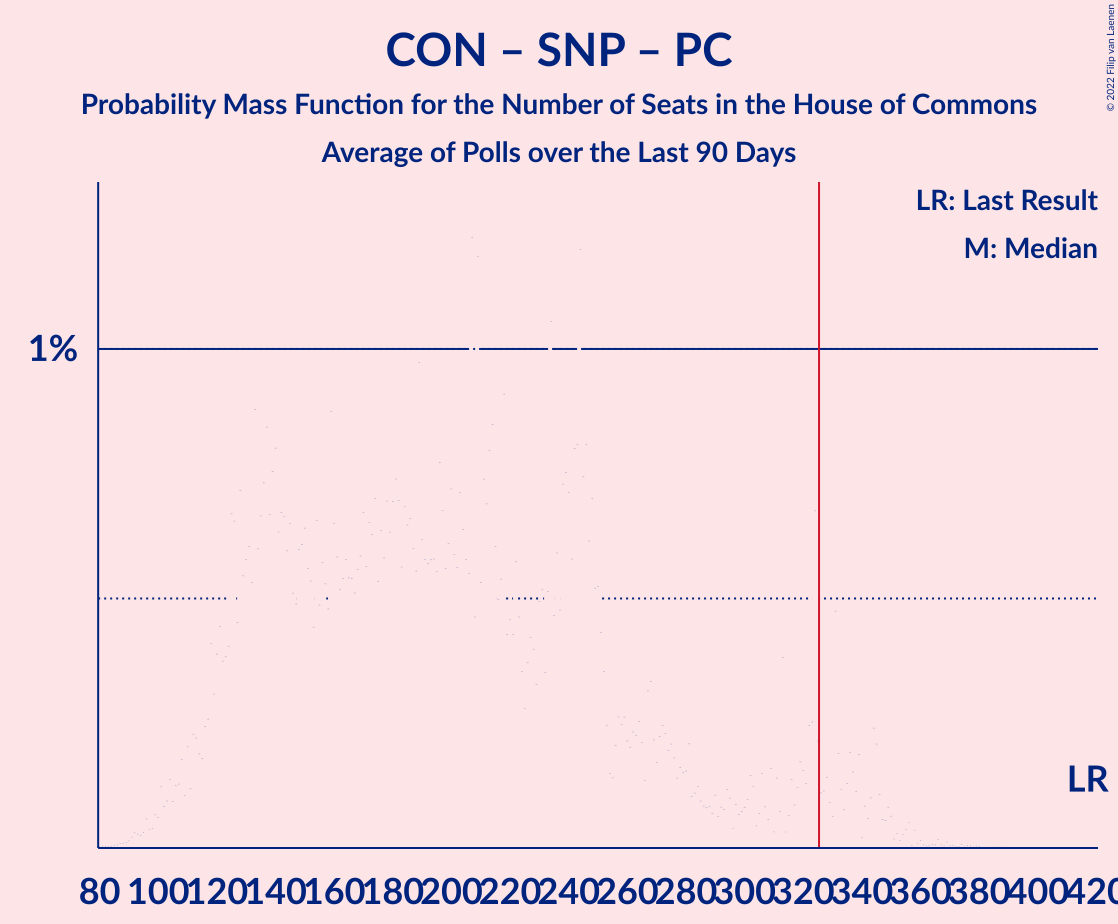 CON – SNP – PC
Probability Mass Function for the Number of Seats in the House of Commons
Average of Polls over the Last 90 Days
© 2022 Filip van Laenen
LR: Last Result
M: Median
1%
LR
80 100 120 140 160 180 200 220 240 260 280 300 320 340 360 380 400 420